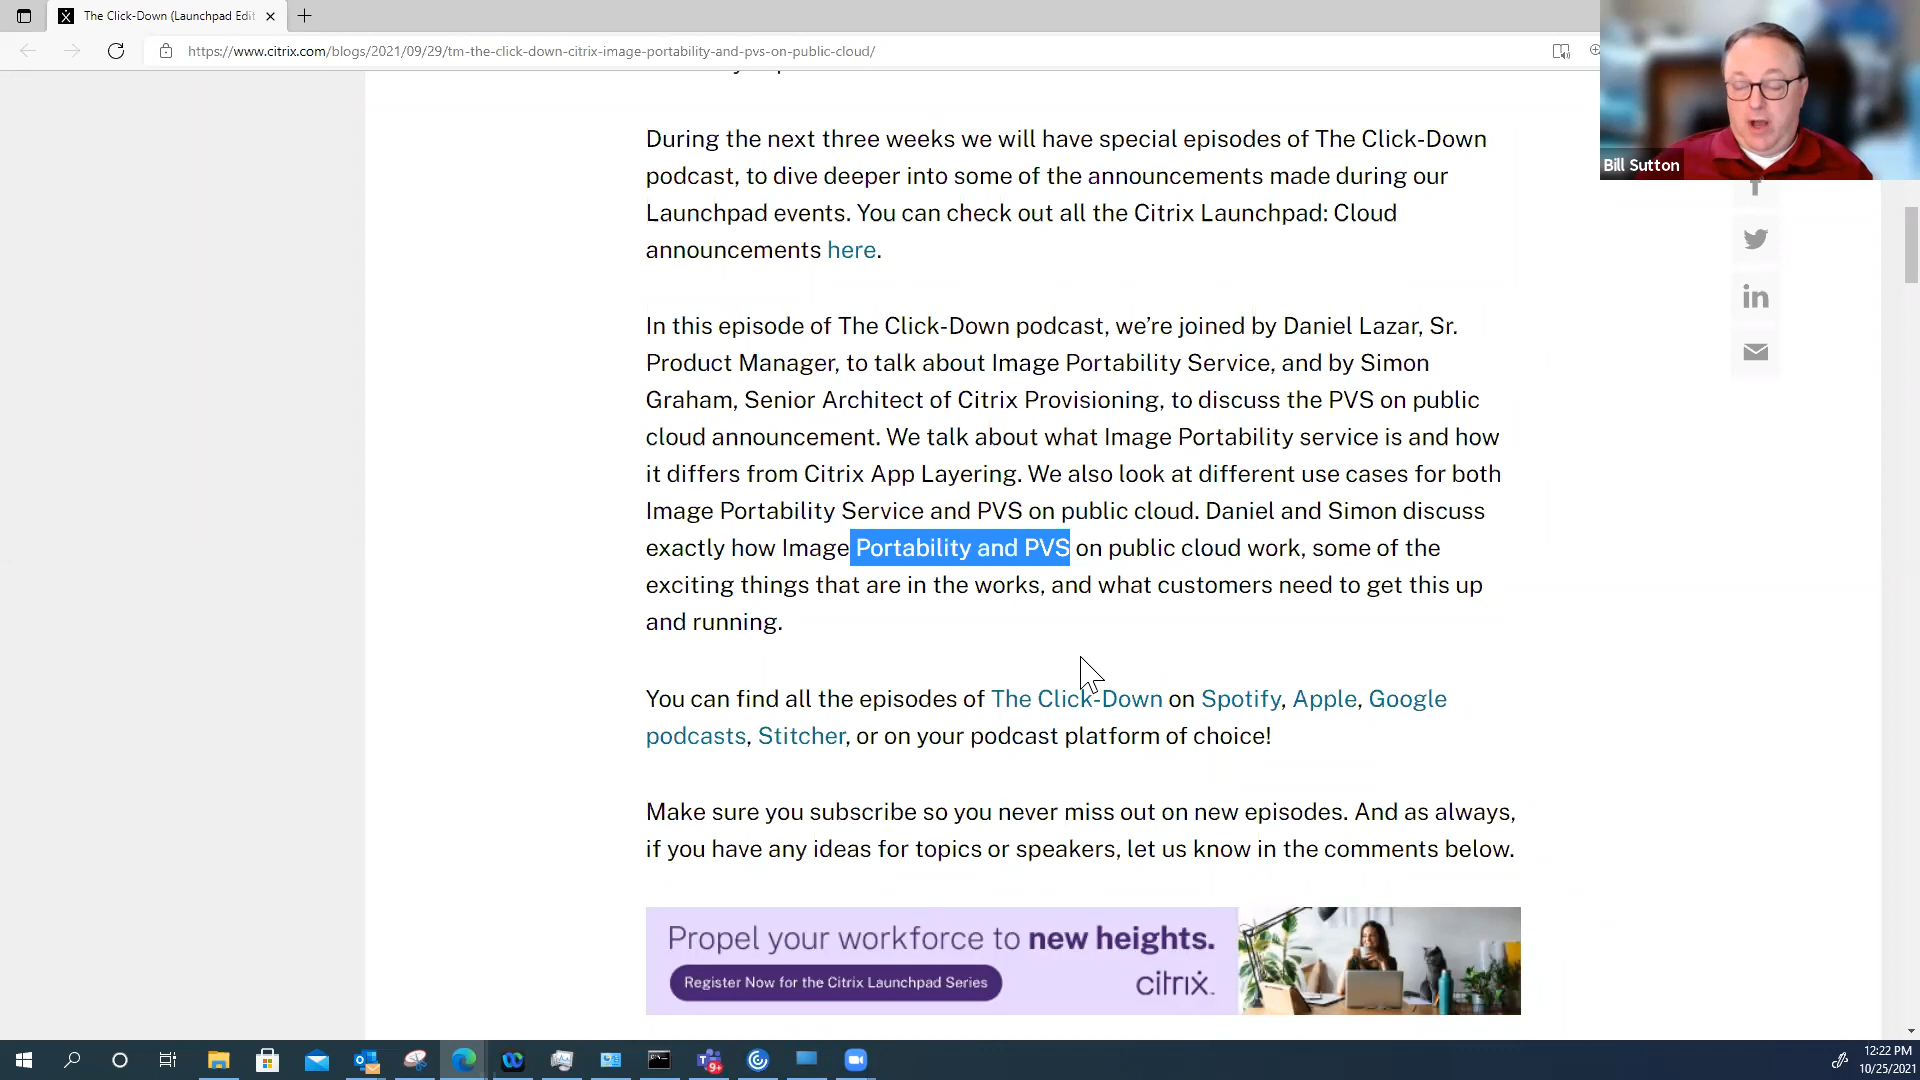 The Click-Down (Launchpad Edit
https://www.citrix.com/blogs/2021/09/29/tm-the-click-down-citrix-image-portability-and-pvs-on-public-cloud/
Bill Sutton
During the next three weeks we will have special episodes of The Click-Down
podcast, to dive deeper into some of the announcements made during our
Launchpad events. You can check out all the Citrix Launchpad: Cloud
announcements here.
In this episode of The Click-Down podcast, we’re joined by Daniel Lazar, Sr.
Product Manager, to talk about Image Portability Service, and by Simon
Graham, Senior Architect of Citrix Provisioning, to discuss the PVS on public
cloud announcement. We talk about what Image Portability service is and how
it differs from Citrix App Layering. We also look at different use cases for both
Image Portability Service and PVS on public cloud. Daniel and Simon discuss
exactly how Image Portability and PVS on public cloud work, some of the
exciting things that are in the works, and what customers need to get this up
and running.
You can find all the episodes of The Click-Down on Spotify, Apple, Google
podcasts, Stitcher, or on your podcast platform of choice!
Make sure you subscribe so you never miss out on new episodes. And as always,
if you have any ideas for topics or speakers, let us know in the comments below.
Propel your workforce to new heights.
Register Now for the Citrix Launchpad Series
citrix
9+
12:22 PM
10/25/2021